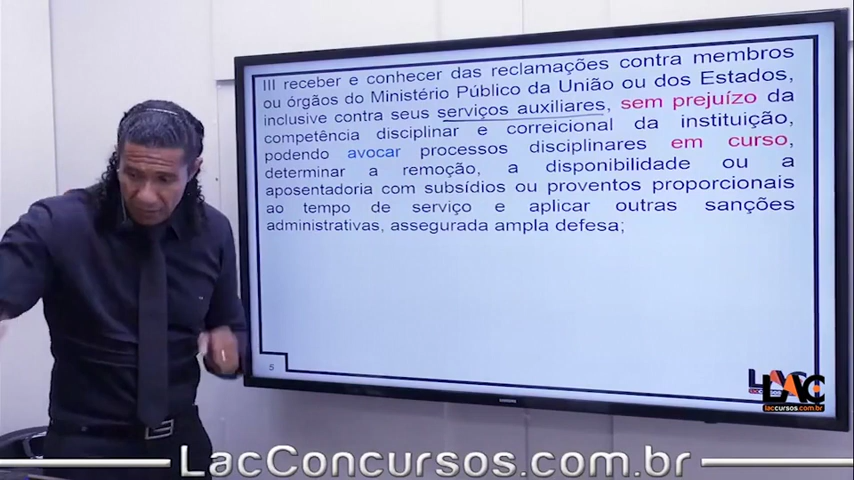 III receber e conhecer das reclamações contra membros
ou órgãos do Ministério Público da União ou dos Estados,
inclusive contra seus serviços auxiliares, sem prejuízo da
competência disciplinar e correicional da instituição,
podendo avocar processos disciplinares em curso,
determinar a remoção, a disponibilidade ou a
aposentadoria com subsídios ou proventos proporcionais
ao tempo de serviço e aplicar outras sanções
administrativas, assegurada ampla defesa;
5
LAC
LAC
lacconcursos.com.br
SAMSUNG
LacConcursos.com.br